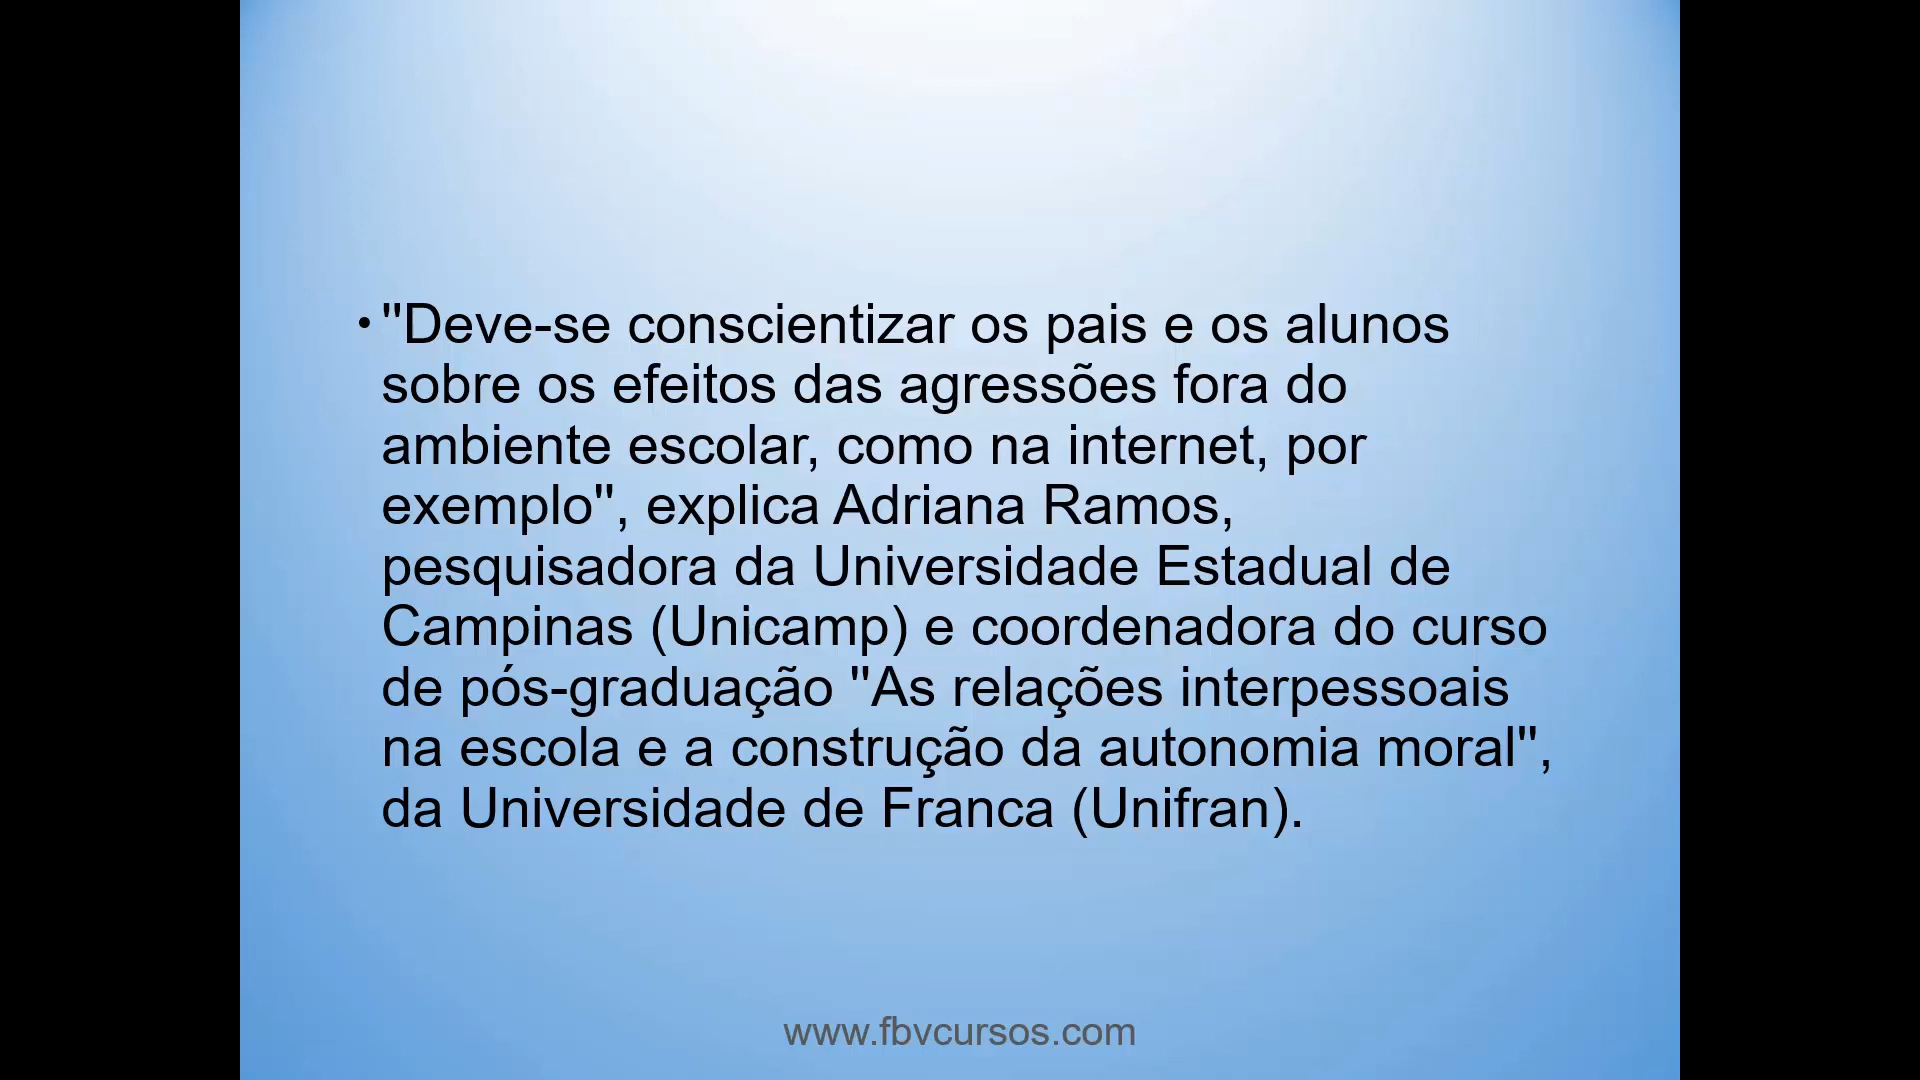 • "Deve-se conscientizar os pais e os alunos
sobre os efeitos das agressões fora do
ambiente escolar, como na internet, por
exemplo", explica Adriana Ramos,
pesquisadora da Universidade Estadual de
Campinas (Unicamp) e coordenadora do curso
de pós-graduação "As relações interpessoais
na escola e a construção da autonomia moral",
da Universidade de Franca (Unifran).
www.fbvcursos.com